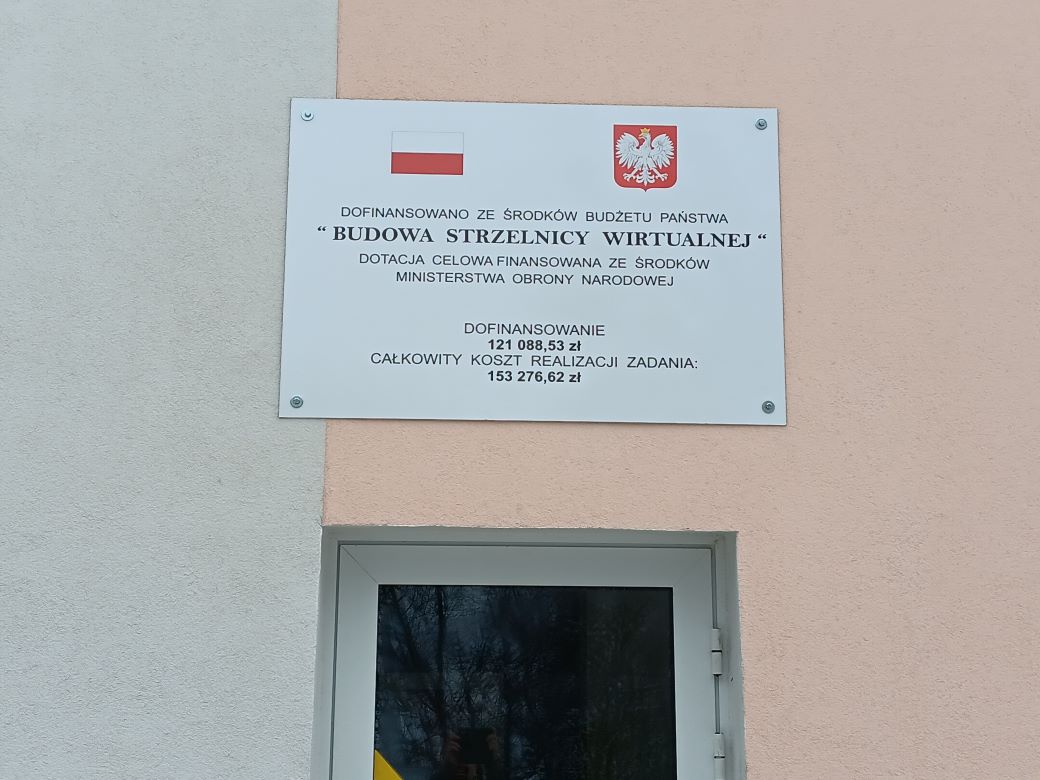 DOFINANSOWANO ZE ŚRODKÓW BUDŻETU PAŃSTWA
“ BUDOWA STRZELNICY WIRTUALNEJ “
DOTACJA CELOWA FINANSOWANA ZE ŚRODKÓW
MINISTERSTWA OBRONY NARODOWEJ
DOFINANSOWANIE
121 088,53 zł
CAŁKOWITY KOSZT REALIZACJI ZADANIA:
153 276,62 zł